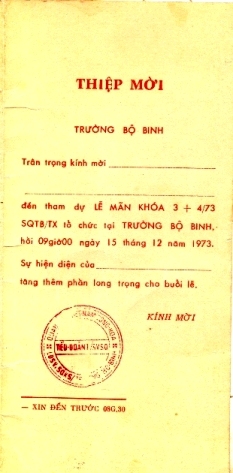 THIỆP MỜI
TRƯỜNG BỘ BINH
Trân trọng kính mời
đến tham dự LỄ MÃN KHÓA 3 + 4/73
SQTB/TX tổ chức tại TRƯỜNG BỘ BINH,
hồi 09giờ00 ngày 15 tháng 12 năm 1973.
Sự hiện diện của
tăng thêm phần long trọng cho buổi lễ.
KÍNH MỜI
— XIN ĐẾN TRƯỚC 08G.30